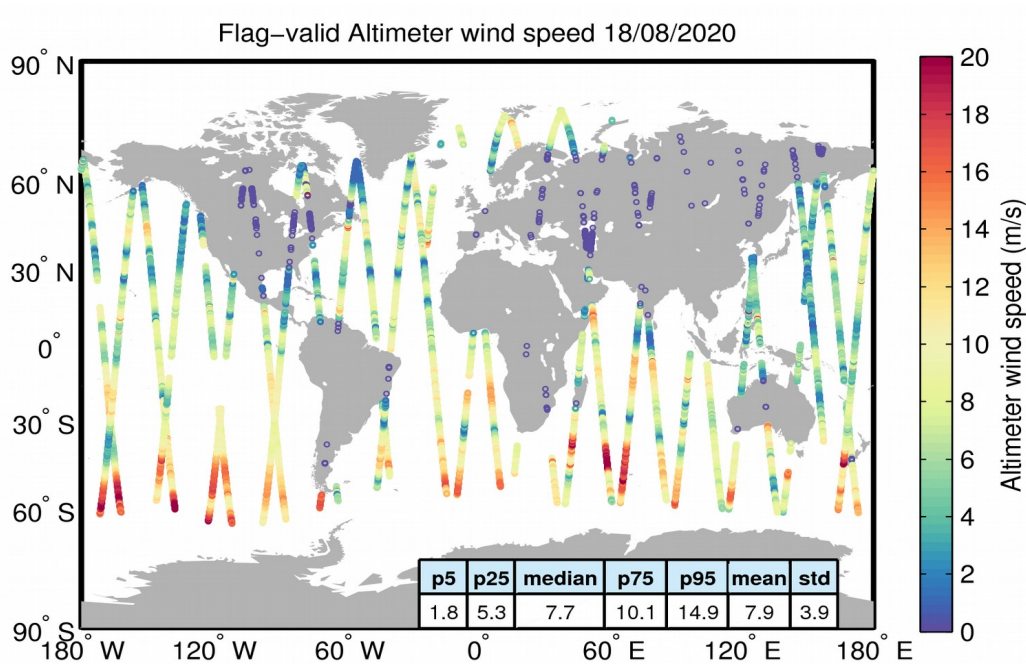 Flag−valid Altimeter wind speed 18/08/2020
90° N
60° N
30° N
0°
30° S
60° S
90° S
180° W 120° W 60° W 0° 60° E 120° E 180° E
p5 p25 median p75 p95 mean std
1.8 5.3 7.7 10.1 14.9 7.9 3.9
20
18
16
14
12
10
8
6
4
2
0
Altimeter wind speed (m/s)